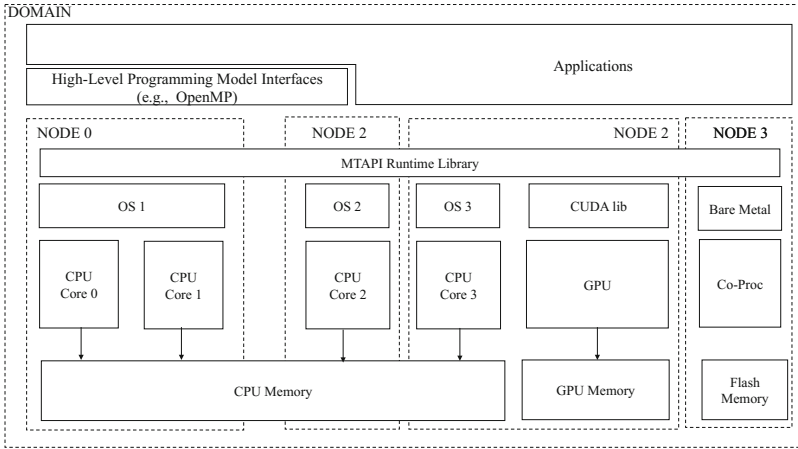 DOMAIN
Applications
High-Level Programming Model Interfaces
(e.g., OpenMP)
NODE 0
NODE 2
NODE 2
NODE 3
MTAPI Runtime Library
OS 1
OS 2
OS 3
CUDA lib
Bare Metal
CPU
Core 0
CPU
Core 1
CPU
Core 2
CPU
Core 3
GPU
Co-Proc
CPU Memory
GPU Memory
Flash
Memory